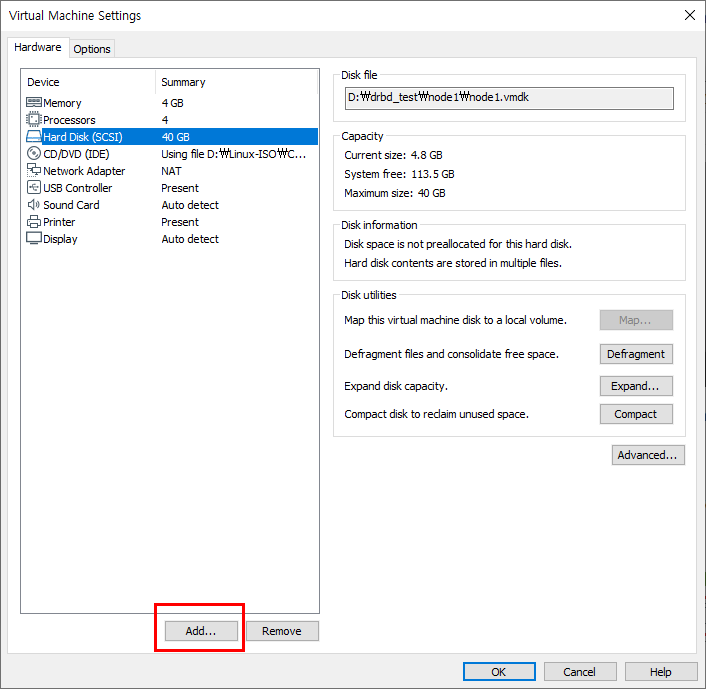 Virtual Machine Settings
Hardware Options
Device Summary
Memory 4 GB
Processors 4
Hard Disk (SCSI) 40 GB
CD/DVD (IDE) Using file D:₩Linux-ISO₩C...
Network Adapter NAT
USB Controller Present
Sound Card Auto detect
Printer Present
Display Auto detect
Add... Remove
Disk file
D:₩drbd_test₩node1₩node1.vmdk
Capacity
Current size: 4.8 GB
System free: 113.5 GB
Maximum size: 40 GB
Disk information
Disk space is not preallocated for this hard disk.
Hard disk contents are stored in multiple files.
Disk utilities
Map this virtual machine disk to a local volume. Map...
Defragment files and consolidate free space. Defragment
Expand disk capacity. Expand...
Compact disk to reclaim unused space. Compact
Advanced...
OK Cancel Help